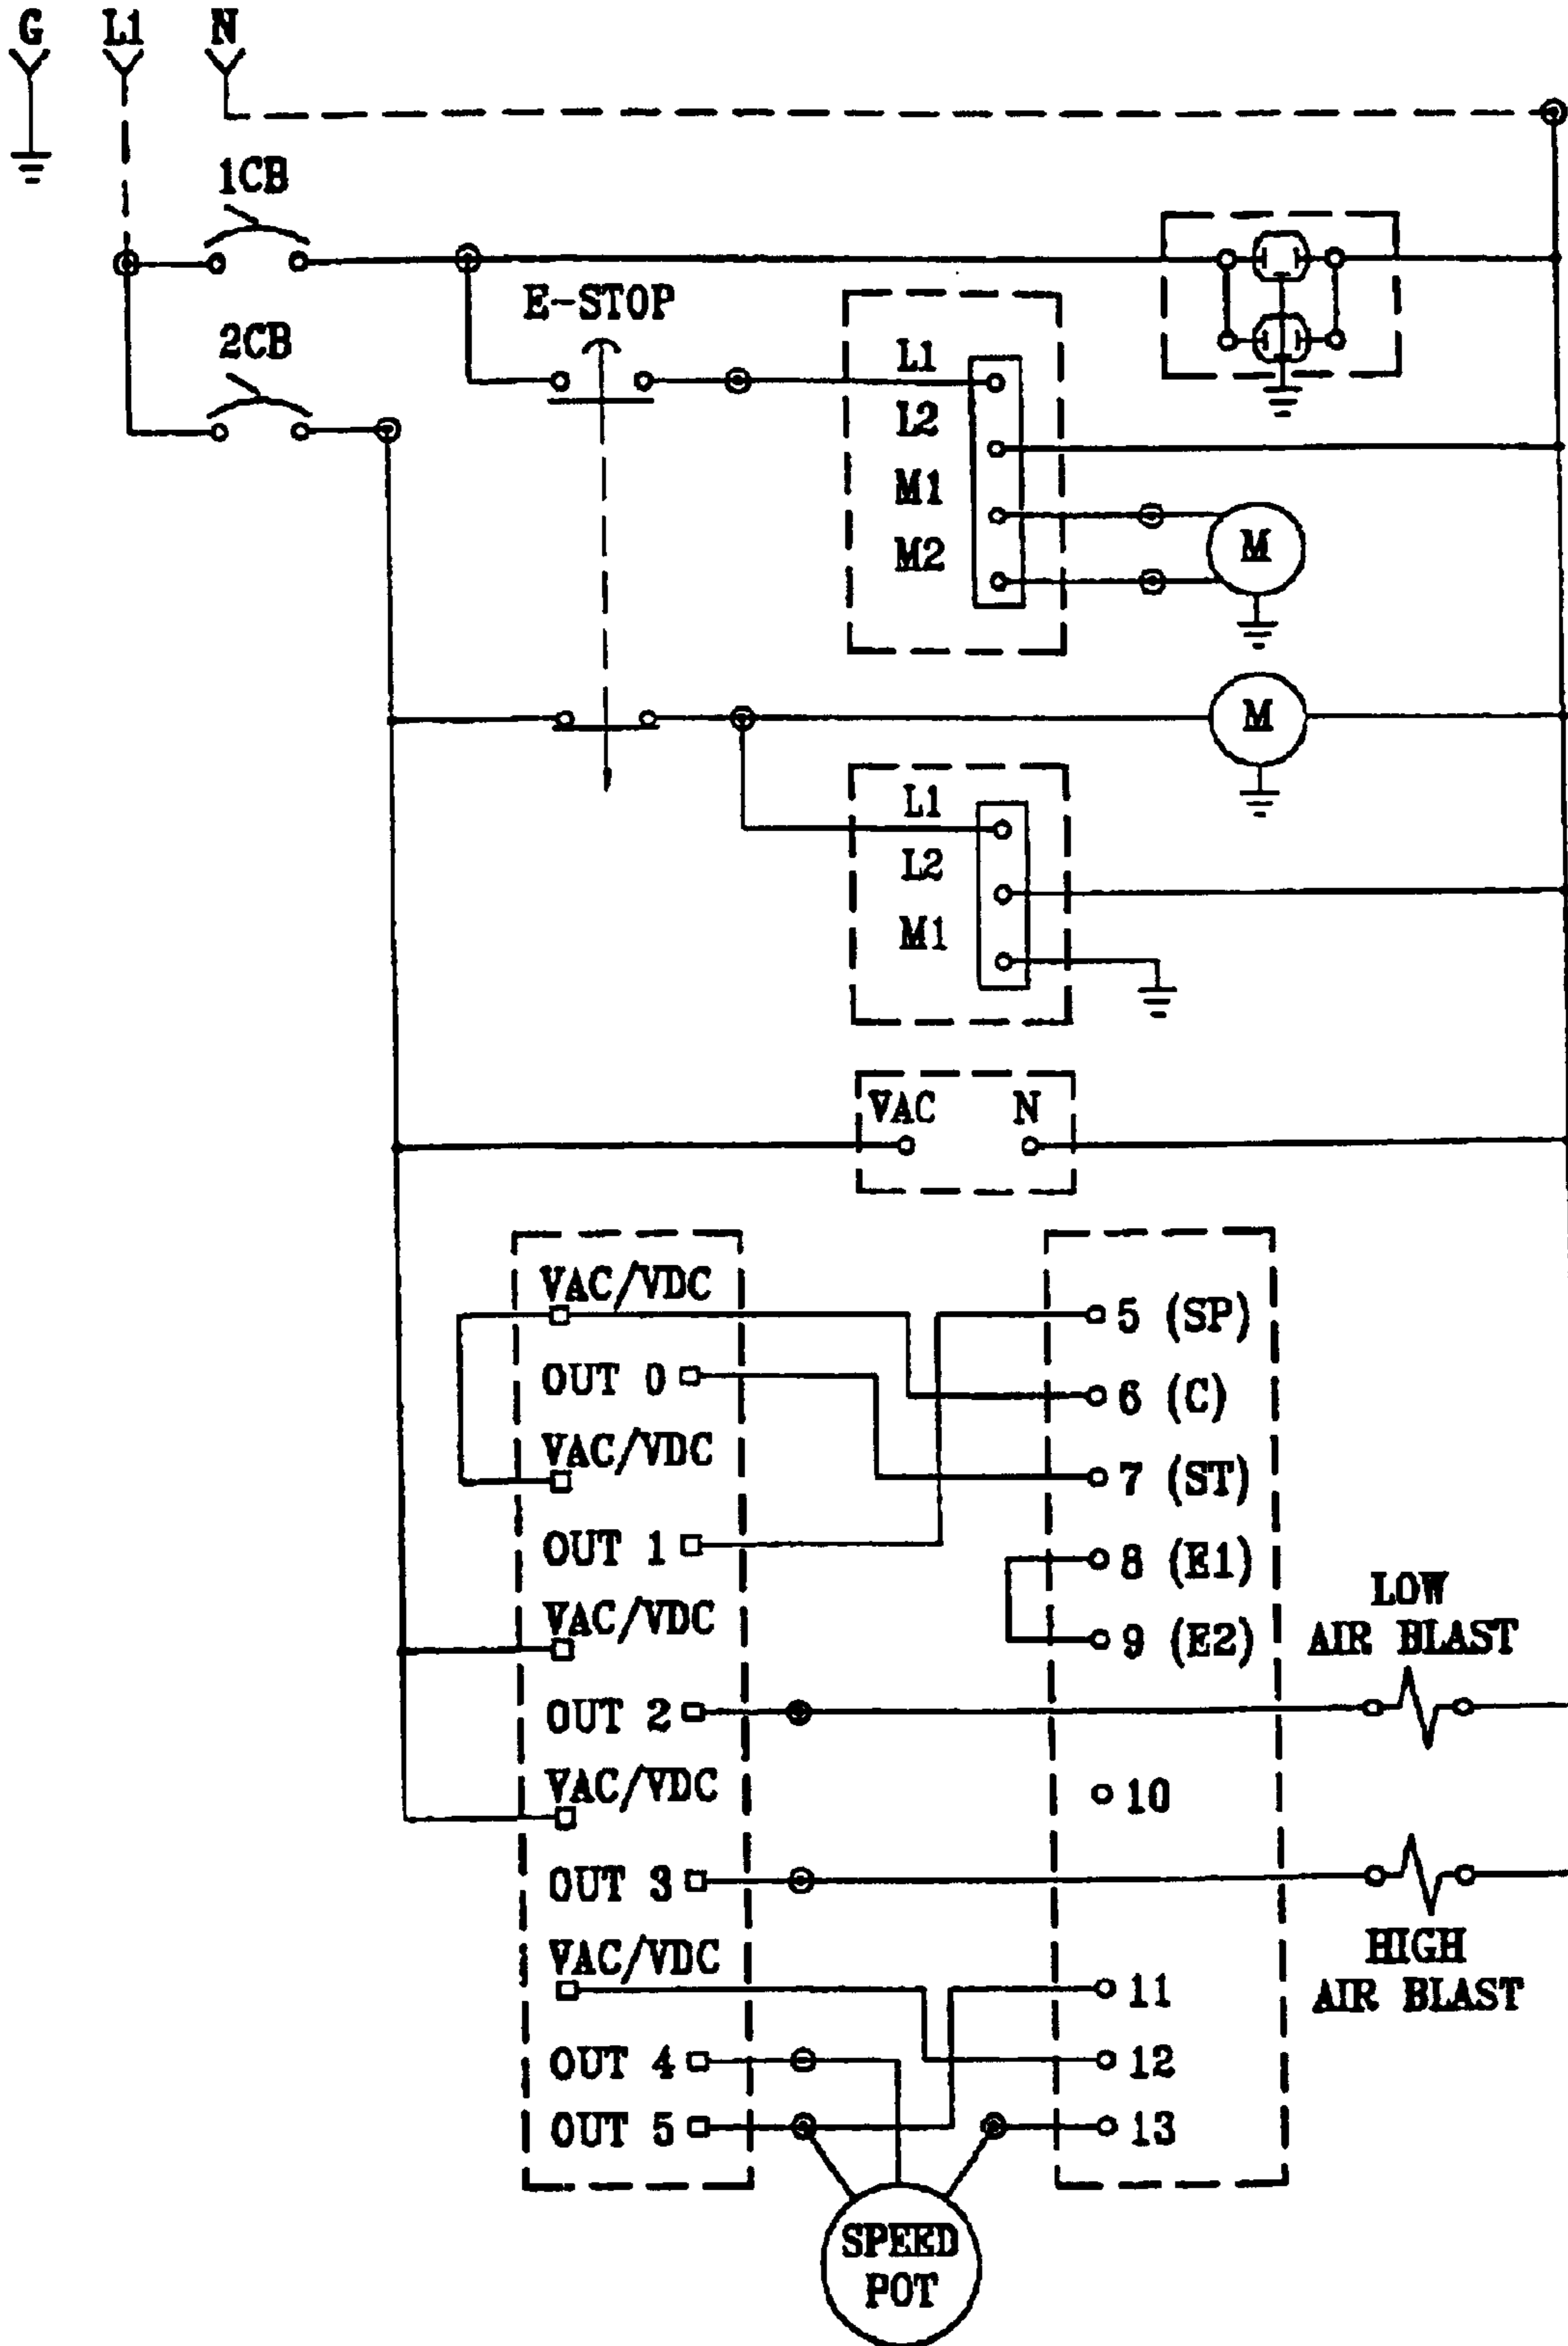 G L1 N
1CB
E-STOP
2CB
L1
L2
M1
M2
M
M
L1
L2
M1
VAC N
VAC/VDC
5 (SP)
OUT 0
6 (C)
VAC/VDC
7 (ST)
OUT 1
8 (E1)
VAC/VDC
9 (E2)
LOW
AIR BLAST
OUT 2
VAC/VDC
10
OUT 3
HIGH
AIR BLAST
VAC/VDC
11
OUT 4
12
OUT 5
13
SPEED
POT